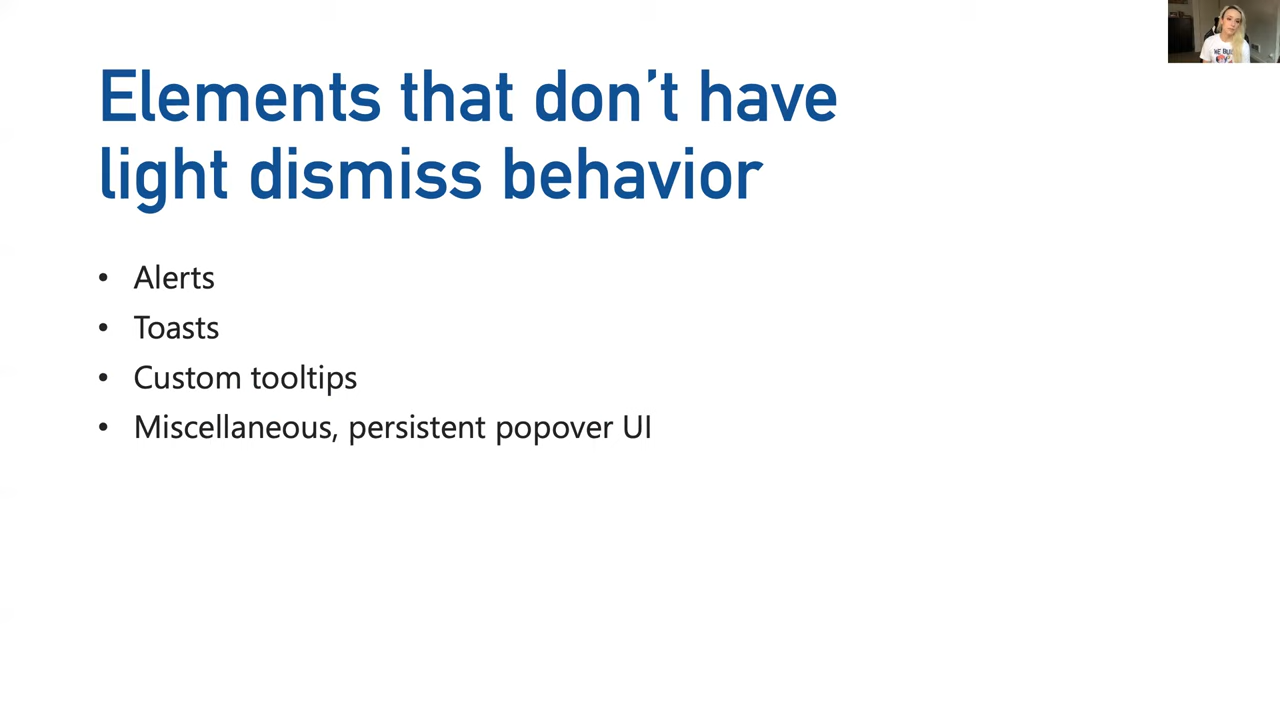 Elements that don’t have
light dismiss behavior
• Alerts
• Toasts
• Custom tooltips
• Miscellaneous, persistent popover UI